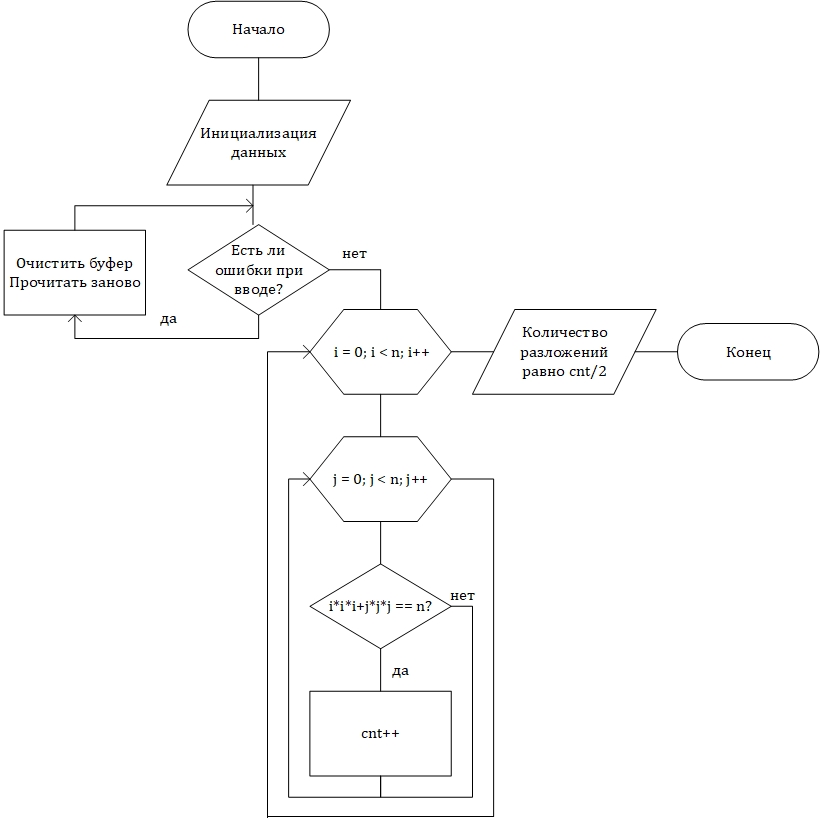 Начало
Инициализация
данных
Есть ли
ошибки при
вводе?
нет
да
Очистить буфер
Прочитать заново
i = 0; i < n; i++
Количество
разложений
равно cnt/2
Конец
j = 0; j < n; j++
i*i*i+j*j*j == n?
нет
да
cnt++